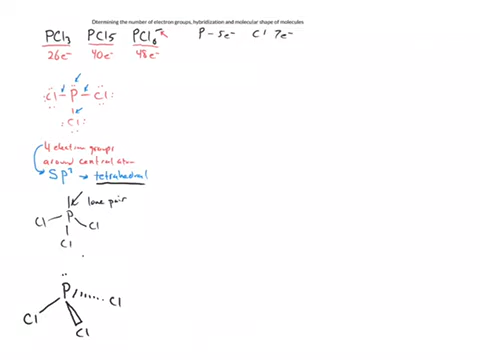 Dtermining the number of electron groups, hybridization and molecular shape of molecules
PCl3 PCl5 PCl6- P - 5e- Cl 7e-
26e- 40e- 48e-
:Cl - P - Cl:
:Cl:
4 electron groups
around central atom
SP3 → tetrahedral
lone pair
P
Cl Cl
Cl
P
Cl
Cl
Cl